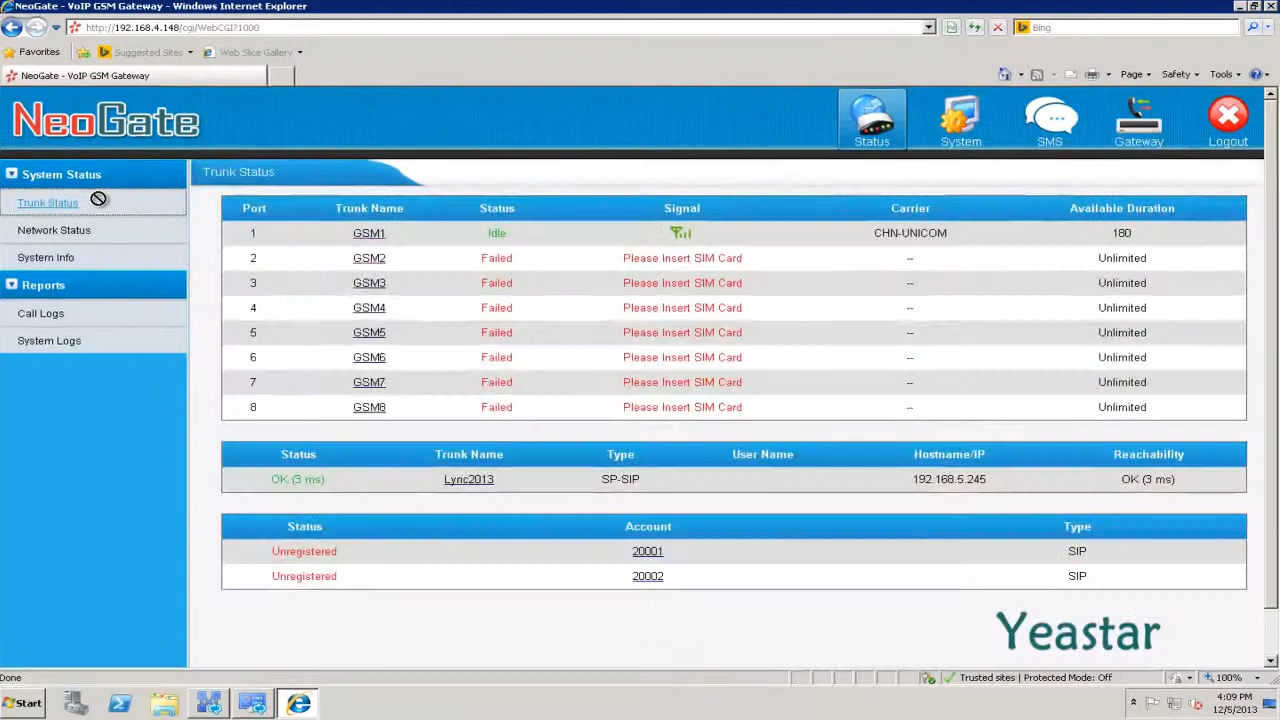 NeoGate - VoIP GSM Gateway - Windows Internet Explorer
http://192.168.4.148/cgi/WebCGI?1000
Bing
Favorites
Suggested Sites
Web Slice Gallery
NeoGate - VoIP GSM Gateway
Page
Safety
Tools
NeoGate
Status
System
SMS
Gateway
Logout
System Status
Trunk Status
Network Status
System Info
Reports
Call Logs
System Logs
Trunk Status
Port Trunk Name Status Signal Carrier Available Duration
1 GSM1 Idle CHN-UNICOM 180
2 GSM2 Failed Please Insert SIM Card -- Unlimited
3 GSM3 Failed Please Insert SIM Card -- Unlimited
4 GSM4 Failed Please Insert SIM Card -- Unlimited
5 GSM5 Failed Please Insert SIM Card -- Unlimited
6 GSM6 Failed Please Insert SIM Card -- Unlimited
7 GSM7 Failed Please Insert SIM Card -- Unlimited
8 GSM8 Failed Please Insert SIM Card -- Unlimited
Status Trunk Name Type User Name Hostname/IP Reachability
OK (3 ms) Lync2013 SP-SIP 192.168.5.245 OK (3 ms)
Status Account Type
Unregistered 20001 SIP
Unregistered 20002 SIP
Yeastar
Done
Trusted sites | Protected Mode: Off
100%
Start
4:09 PM
12/5/2013